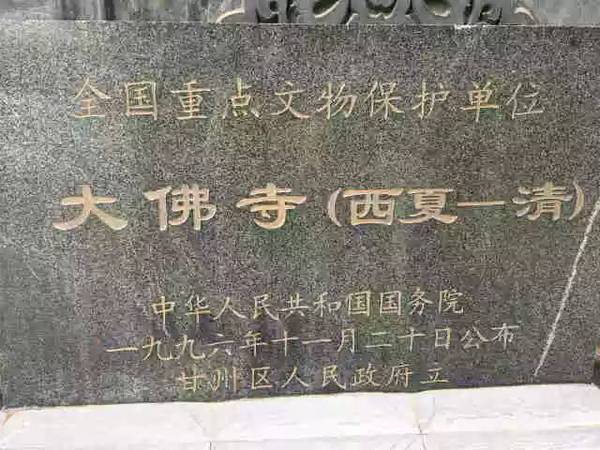 全国重点文物保护单位
大佛寺(西夏—清)
中华人民共和国国务院
一九九六年十一月二十日公布
甘州区人民政府立